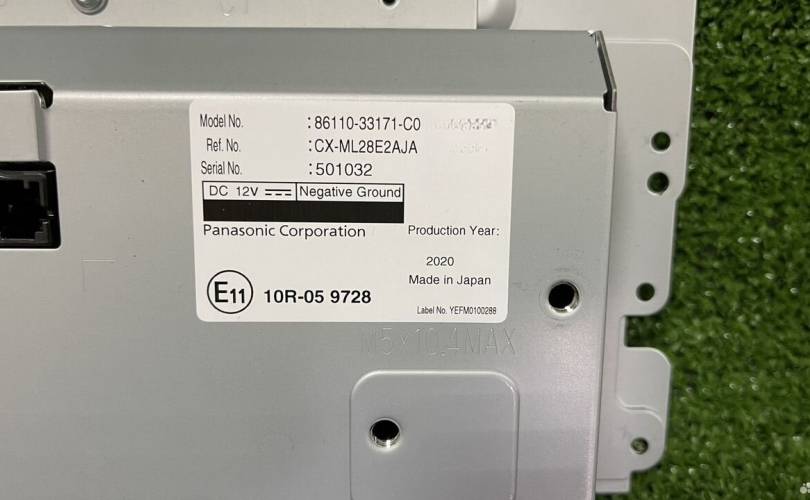 Model No. :86110-33171-C0
Ref. No. :CX-ML28E2AJA
Serial No. :501032
DC 12V ⎓ Negative Ground
Panasonic Corporation
Production Year:
2020
Made in Japan
E11 10R-05 9728
Label No. YEFM0100288
M5×10.4MAX